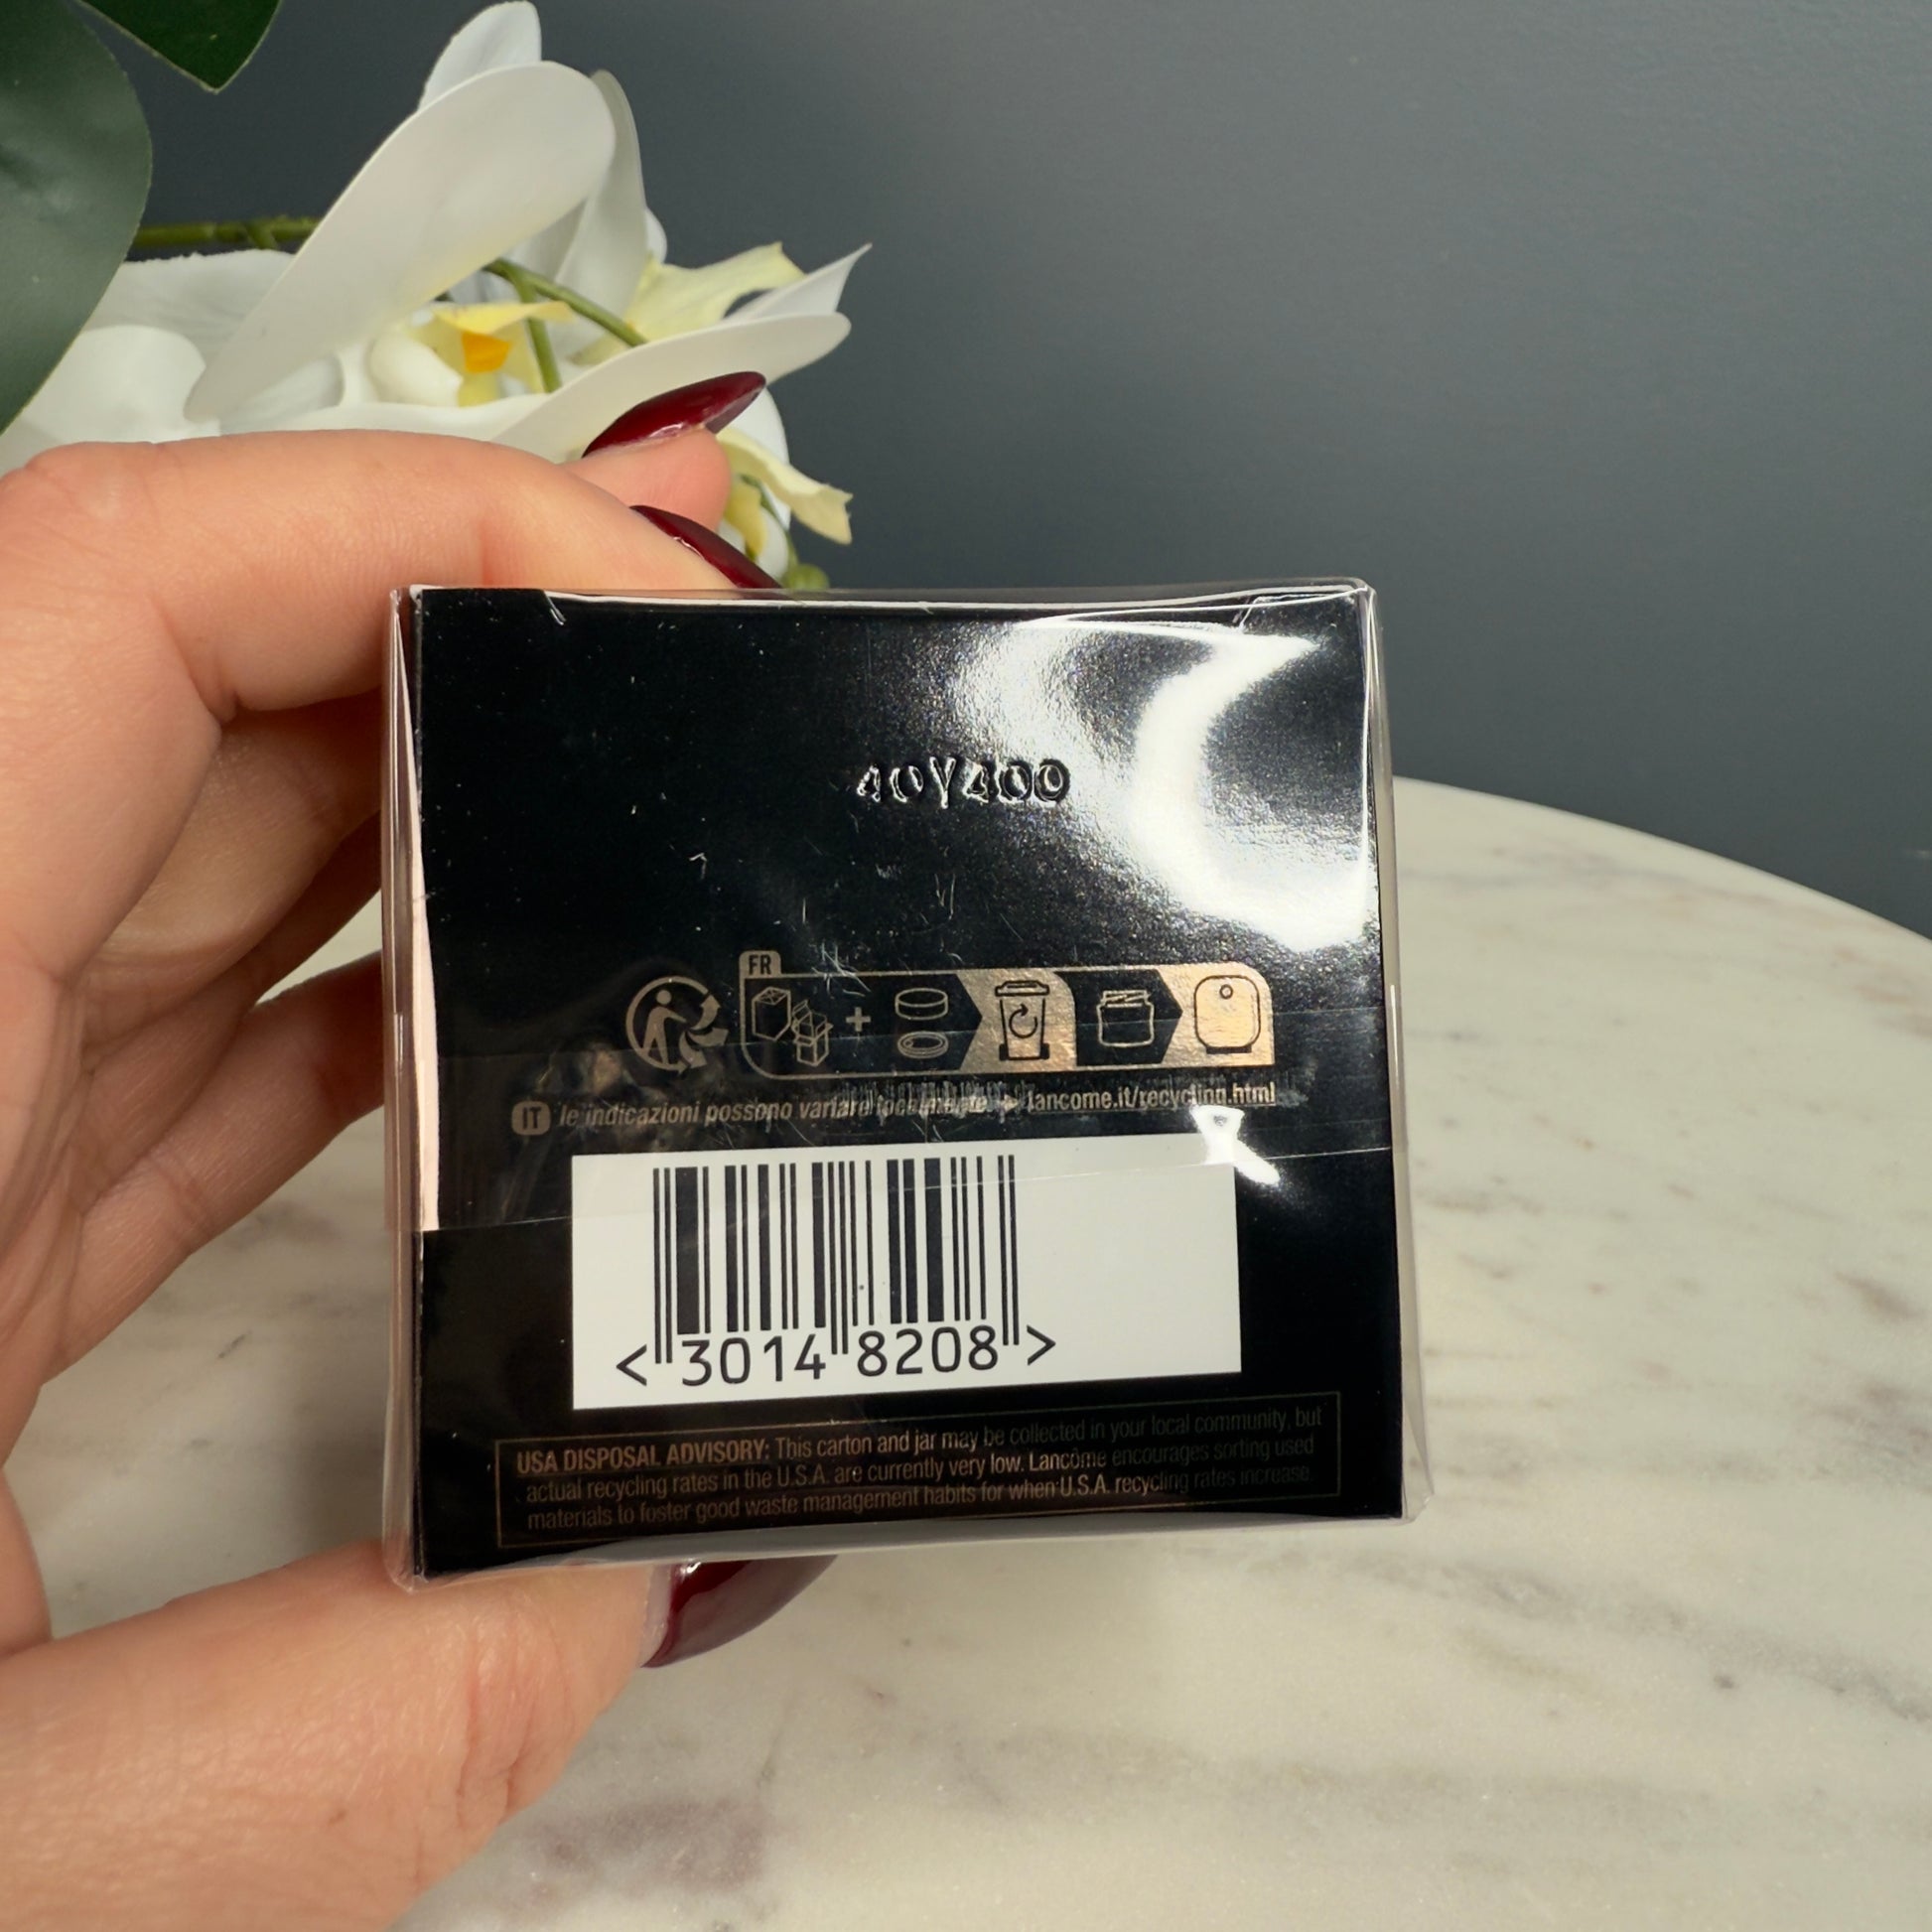 40Y400
FR
IT le indicazioni possono variare localmente lancome.it/recycling.html
<3014 8208>
USA DISPOSAL ADVISORY: This carton and jar may be collected in your local community, but
actual recycling rates in the U.S.A. are currently very low. Lancôme encourages sorting used
materials to foster good waste management habits for when U.S.A. recycling rates increase.